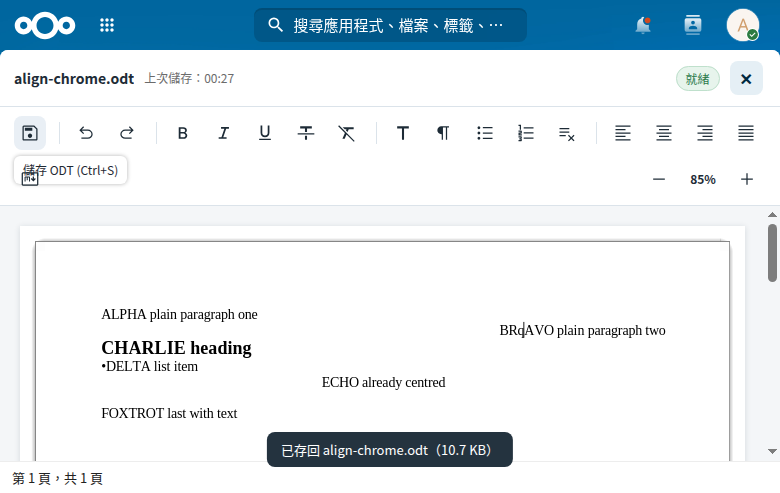 搜尋應用程式、檔案、標籤、…
A
align-chrome.odt 上次儲存：00:27
就緒
儲存 ODT (Ctrl+S)
85%
ALPHA plain paragraph one
BRqAVO plain paragraph two
CHARLIE heading
•DELTA list item
ECHO already centred
FOXTROT last with text
已存回 align-chrome.odt（10.7 KB）
第 1 頁，共 1 頁